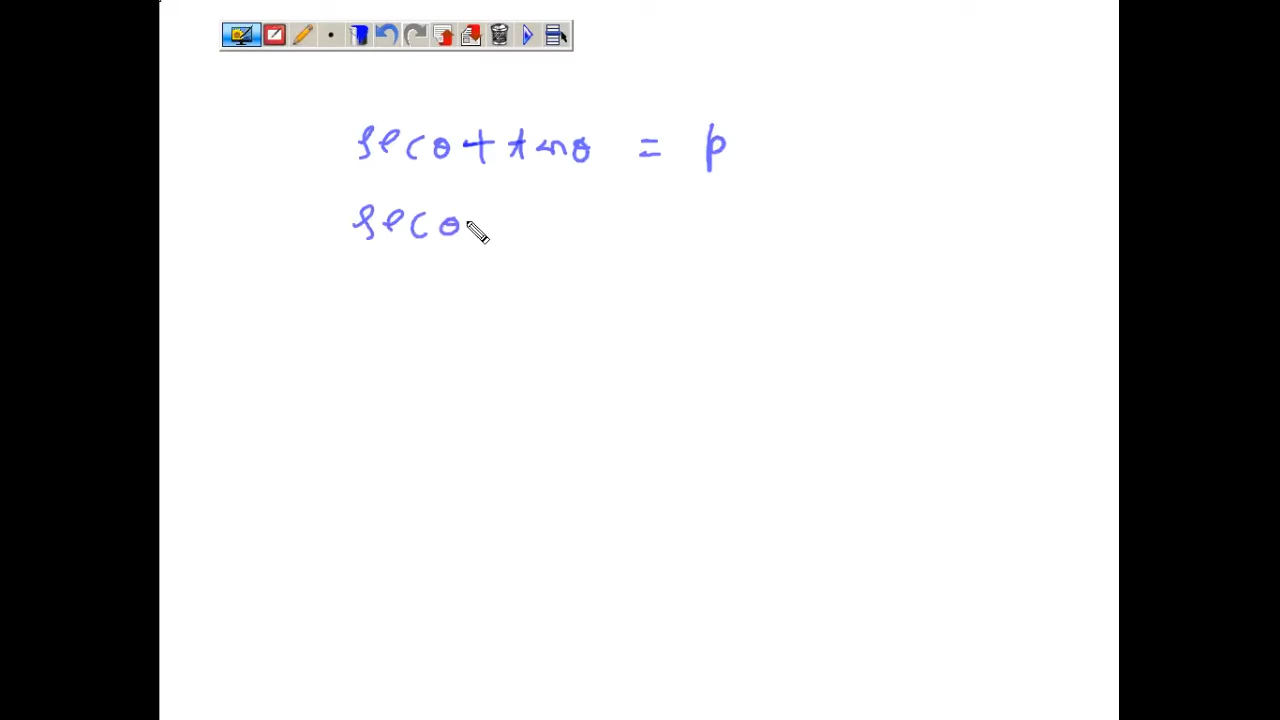 secθ + tanθ = p
secθ